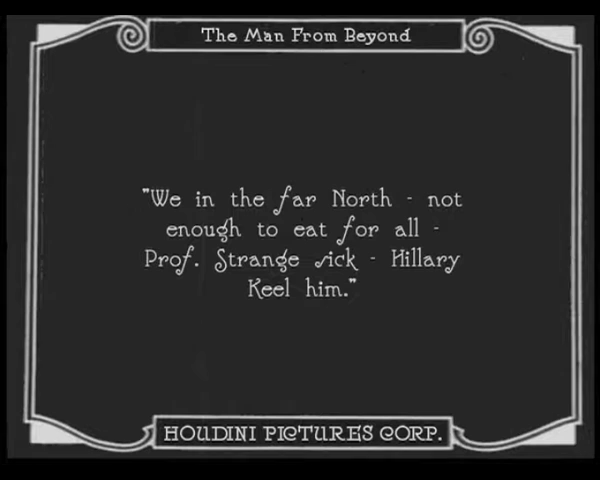 The Man From Beyond
"We in the far North - not
enough to eat for all -
Prof. Strange sick - Hillary
Keel him."
HOUDINI PICTURES CORP.